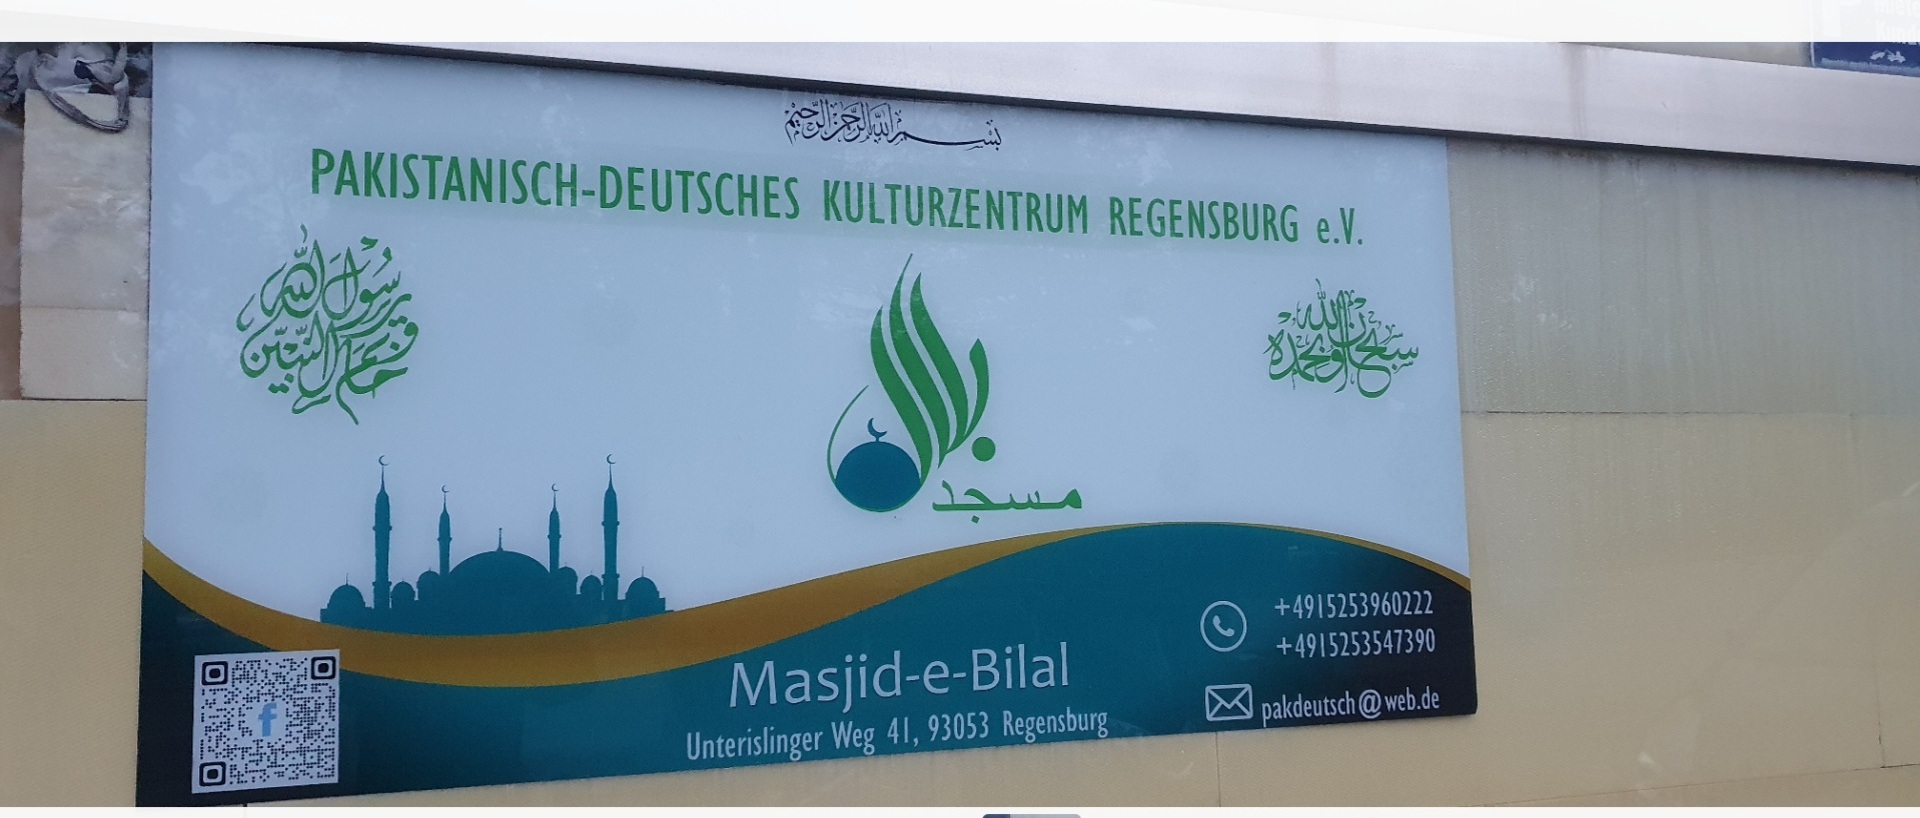 بسم الله الرحمن الرحيم
PAKISTANISCH-DEUTSCHES KULTURZENTRUM REGENSBURG e.V.
رسول الله
وخاتم النبيين
سبحان الله وبحمده
بلال
مسجد
Masjid-e-Bilal
Unterislinger Weg 41, 93053 Regensburg
+4915253960222
+4915253547390
pakdeutsch@web.de